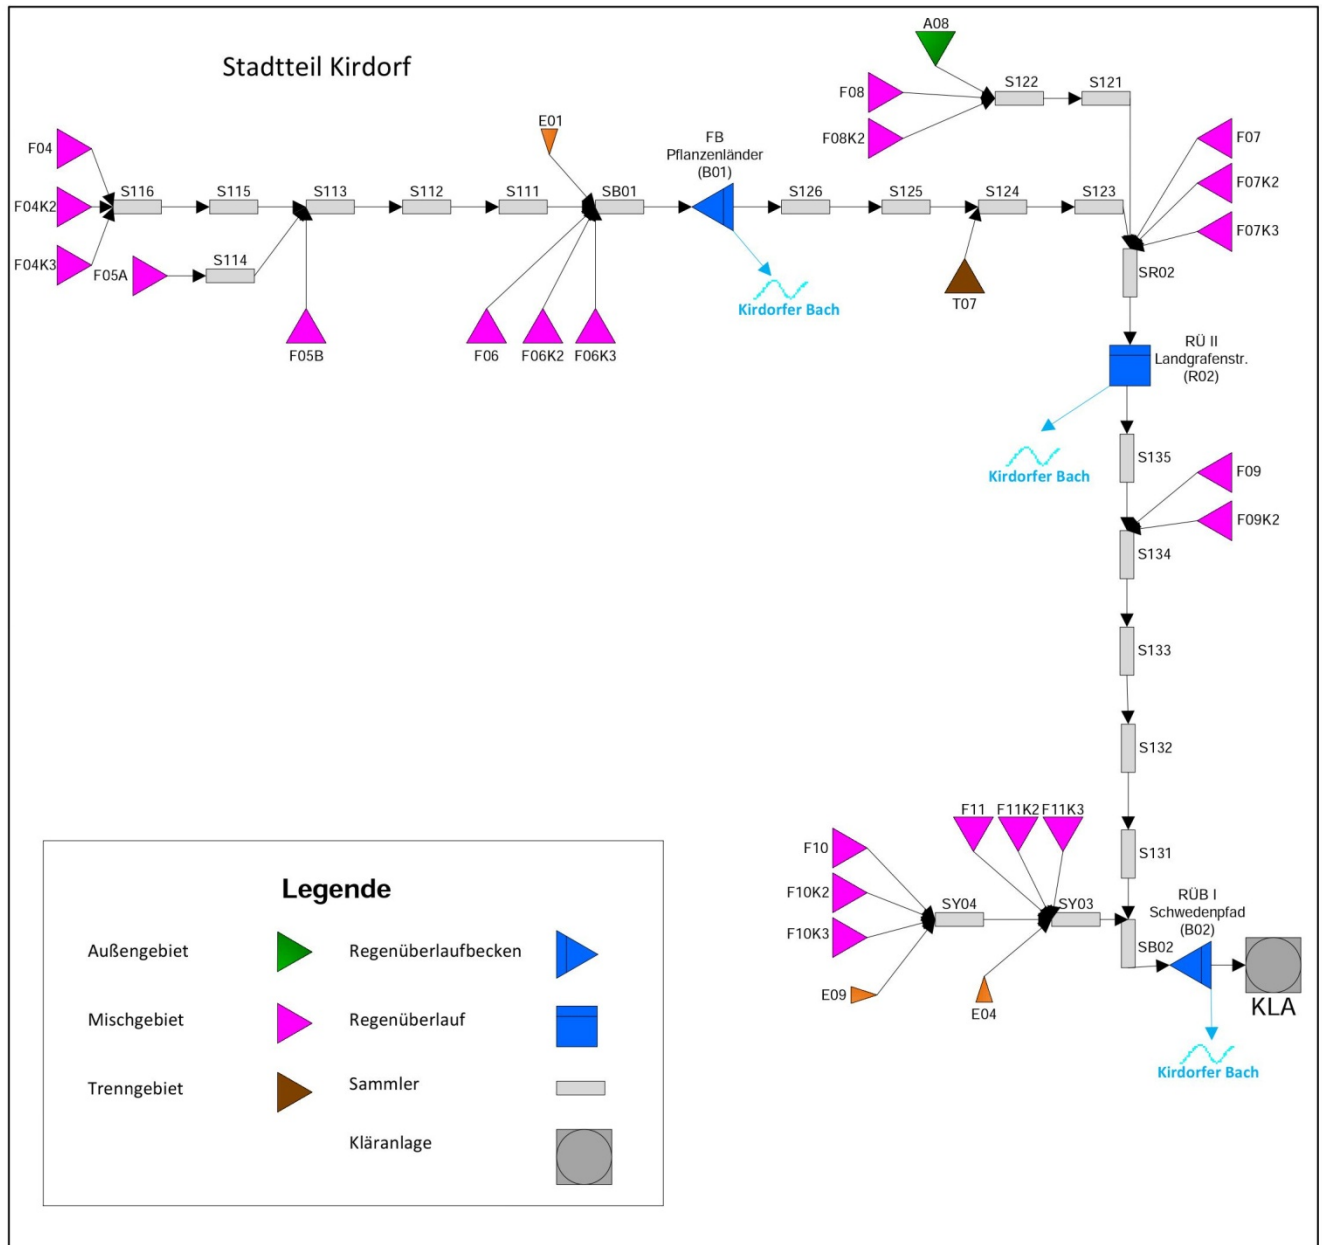 Stadtteil Kirdorf
A08
F08
F08K2
S122
S121
F07
F07K2
F07K3
F04
F04K2
F04K3
S116
S115
S113
S112
S111
SB01
E01
F05A
S114
F05B
F06
F06K2
F06K3
FB
Pflanzenländer
(B01)
Kirdorfer Bach
S126
S125
S124
S123
T07
SR02
RÜ II
Landgrafenstr.
(R02)
Kirdorfer Bach
S135
F09
F09K2
S134
S133
S132
S131
F11
F11K2
F11K3
F10
F10K2
F10K3
E09
SY04
SY03
E04
SB02
RÜB I
Schwedenpfad
(B02)
KLA
Kirdorfer Bach
Legende
Außengebiet
Regenüberlaufbecken
Mischgebiet
Regenüberlauf
Trenngebiet
Sammler
Kläranlage